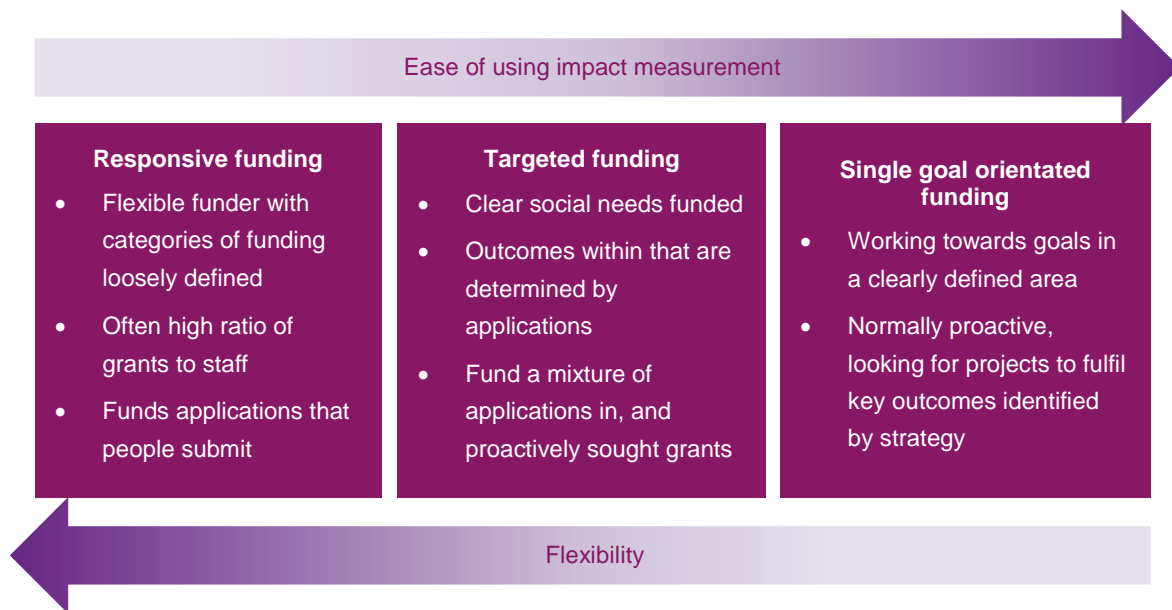 Ease of using impact measurement
Responsive funding
• Flexible funder with
categories of funding
loosely defined
• Often high ratio of
grants to staff
• Funds applications that
people submit
Targeted funding
• Clear social needs funded
• Outcomes within that are
determined by
applications
• Fund a mixture of
applications in, and
proactively sought grants
Single goal orientated
funding
• Working towards goals in
a clearly defined area
• Normally proactive,
looking for projects to fulfil
key outcomes identified
by strategy
Flexibility